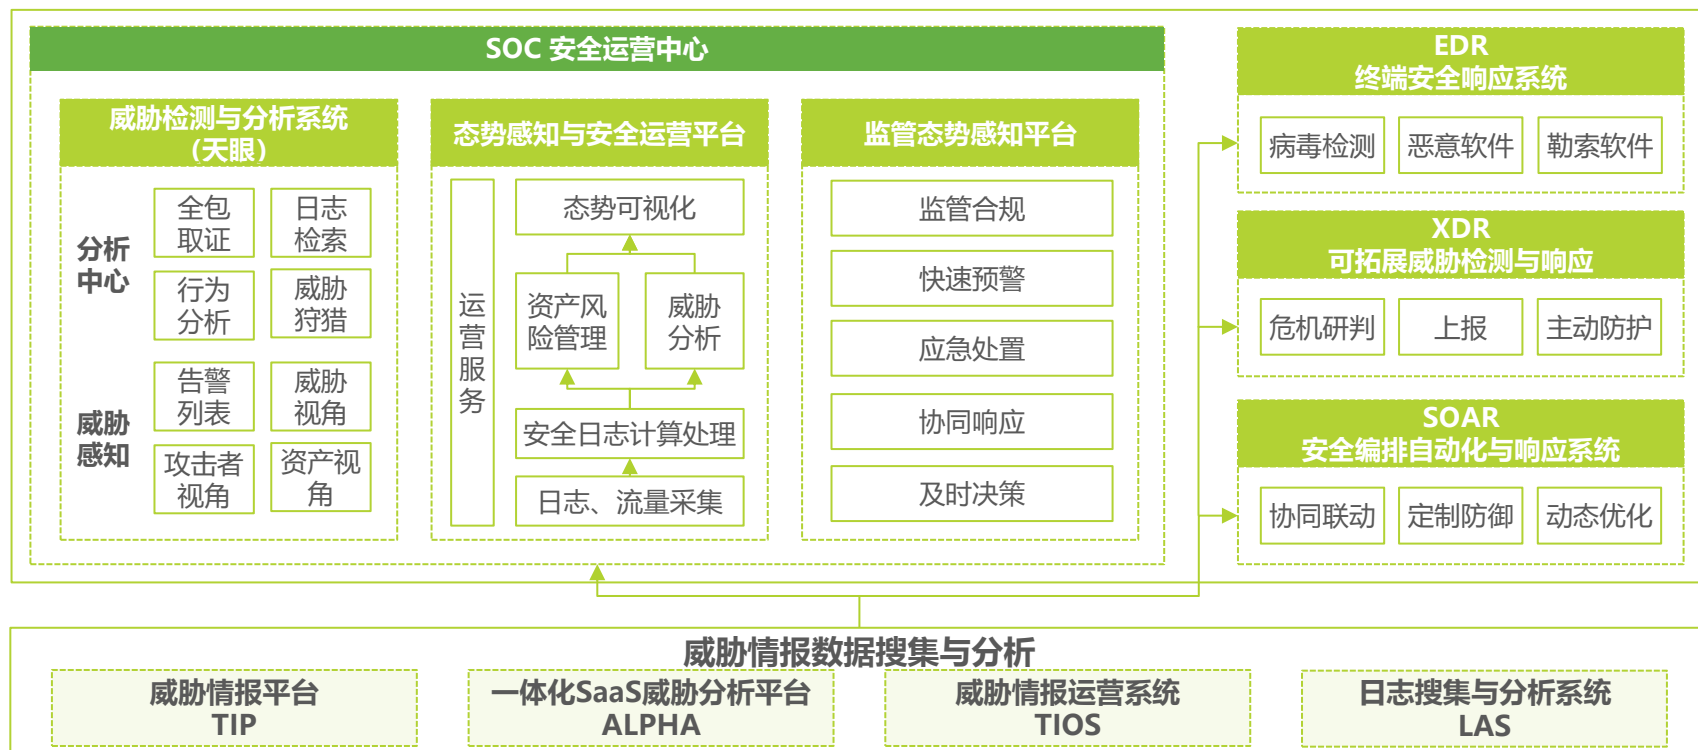 SOC 安全运营中心
威胁检测与分析系统
（天眼）
分析
中心
全包
取证
日志
检索
行为
分析
威胁
狩猎
威胁
感知
告警
列表
威胁
视角
攻击者
视角
资产视
角
态势感知与安全运营平台
运
营
服
务
态势可视化
资产风
险管理
威胁
分析
安全日志计算处理
日志、流量采集
监管态势感知平台
监管合规
快速预警
应急处置
协同响应
及时决策
EDR
终端安全响应系统
病毒检测
恶意软件
勒索软件
XDR
可拓展威胁检测与响应
危机研判
上报
主动防护
SOAR
安全编排自动化与响应系统
协同联动
定制防御
动态优化
威胁情报数据搜集与分析
威胁情报平台
TIP
一体化SaaS威胁分析平台
ALPHA
威胁情报运营系统
TIOS
日志搜集与分析系统
LAS